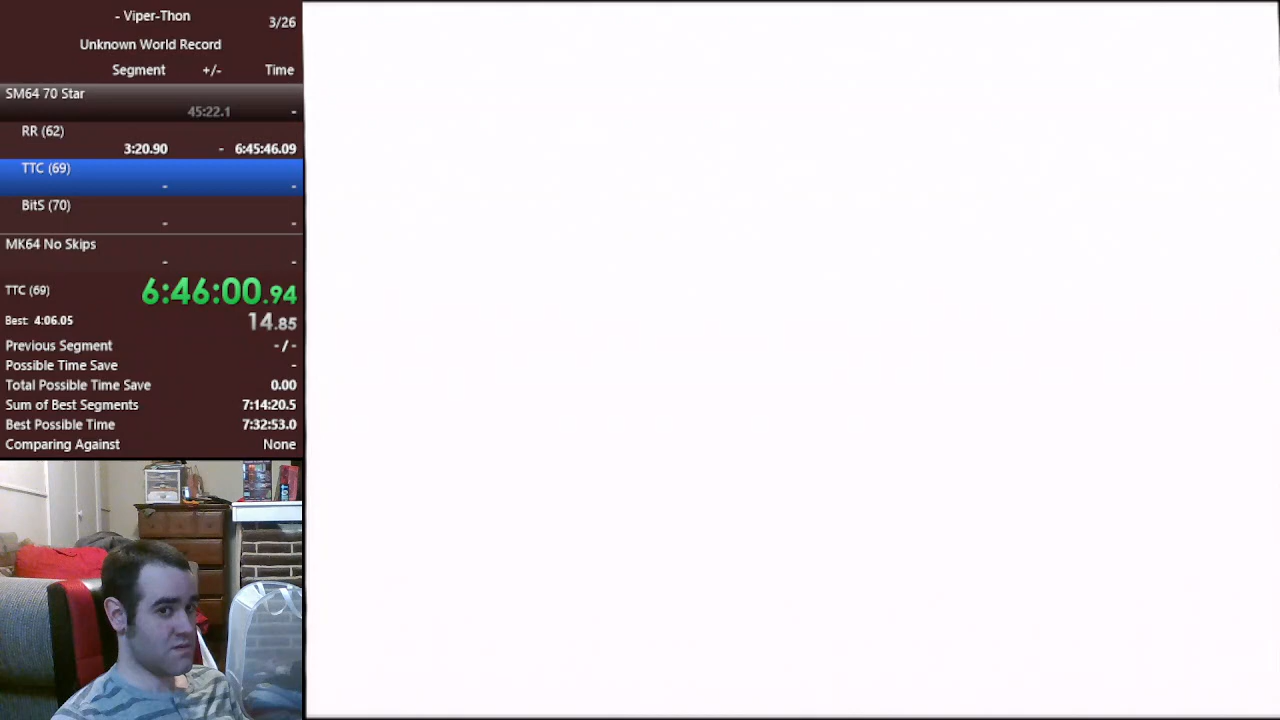 - Viper-Thon
3/26
Unknown World Record
Segment +/- Time
SM64 70 Star
45:22.1 -
RR (62)
3:20.90 - 6:45:46.09
TTC (69)
- -
BitS (70)
- -
MK64 No Skips
- -
TTC (69) 6:46:00.94
Best: 4:06.05 14.85
Previous Segment - / -
Possible Time Save -
Total Possible Time Save 0.00
Sum of Best Segments 7:14:20.5
Best Possible Time 7:32:53.0
Comparing Against None